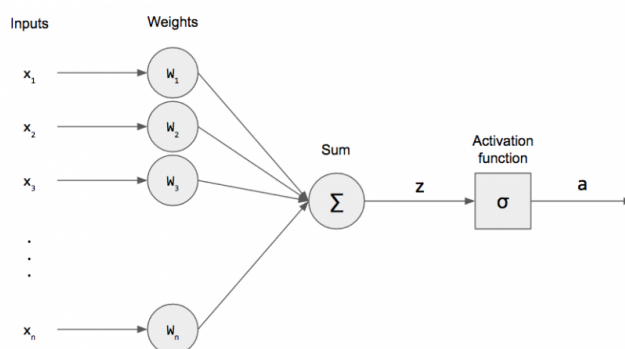 Inputs
Weights
x₁
W₁
x₂
W₂
x₃
W₃
Sum
Σ
z
Activation
function
σ
a
.
.
.
xₙ
Wₙ